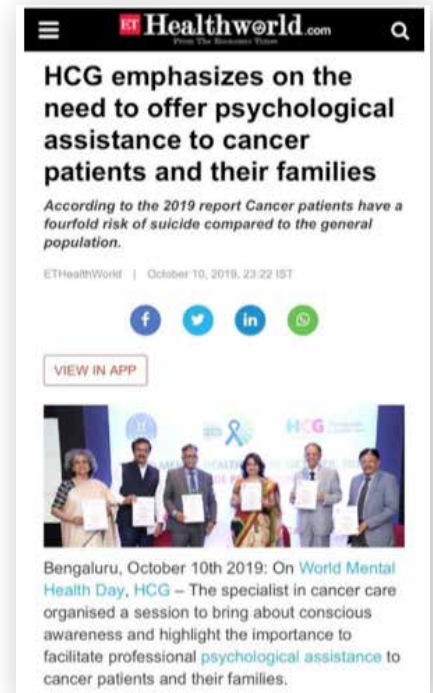 ET Healthworld.com
From The Economic Times
HCG emphasizes on the
need to offer psychological
assistance to cancer
patients and their families
According to the 2019 report Cancer patients have a
fourfold risk of suicide compared to the general
population.
ETHealthWorld | October 10, 2019, 23:22 IST
VIEW IN APP
HCG
Bengaluru, October 10th 2019: On World Mental
Health Day, HCG – The specialist in cancer care
organised a session to bring about conscious
awareness and highlight the importance to
facilitate professional psychological assistance to
cancer patients and their families.